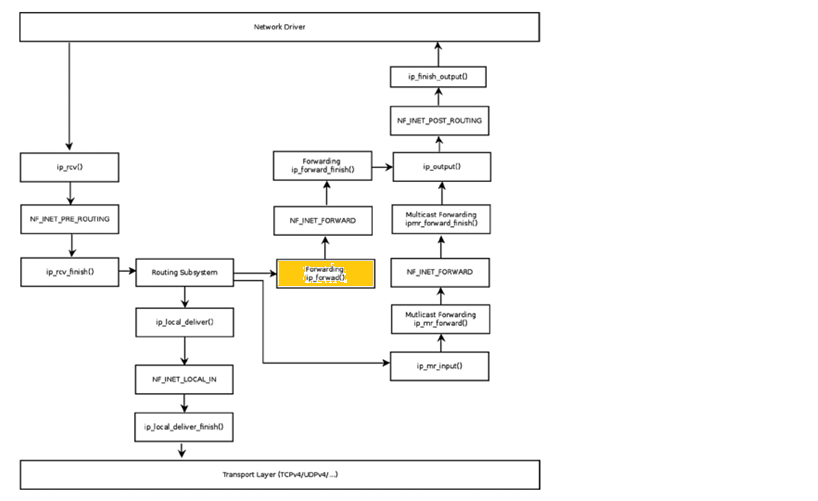 Network Driver
ip_finish_output()
NF_INET_POST_ROUTING
ip_rcv()
Forwarding
ip_forward_finish()
ip_output()
NF_INET_PRE_ROUTING
NF_INET_FORWARD
Multicast Forwarding
ipmr_forward_finish()
ip_rcv_finish()
Routing Subsystem
Forwarding
ip_forwad()
NF_INET_FORWARD
ip_local_deliver()
Mutlicast Forwarding
ip_mr_forward()
NF_INET_LOCAL_IN
ip_mr_input()
ip_local_deliver_finish()
Transport Layer (TCPv4/UDPv4/...)